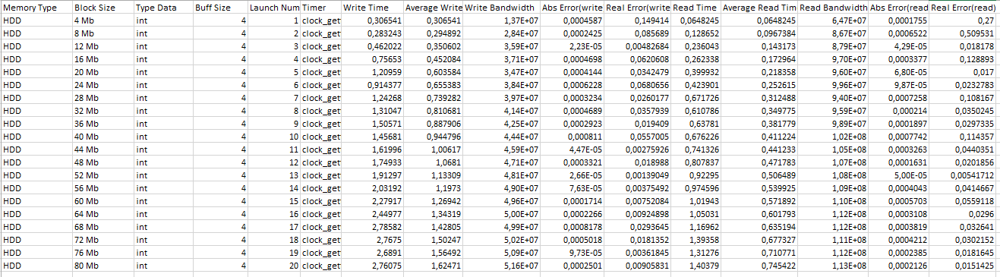 Memory Type Block Size Type Data Buff Size Launch Num Timer Write Time Average Write Write Bandwidth Abs Error(write Real Error(write Read Time Average Read Tim Read Bandwidth Abs Error(read Real Error(read)
HDD 4 Mb int 4 1 clock_get 0,306541 0,306541 1,37E+07 0,0004587 0,149414 0,0648245 0,0648245 6,47E+07 0,0001755 0,27
HDD 8 Mb int 4 2 clock_get 0,283243 0,294892 2,84E+07 0,0002425 0,085689 0,128652 0,0967384 8,67E+07 0,0006522 0,509531
HDD 12 Mb int 4 3 clock_get 0,462022 0,350602 3,59E+07 2,23E-05 0,00482684 0,236043 0,143173 8,79E+07 4,29E-05 0,018178
HDD 16 Mb int 4 4 clock_get 0,75653 0,452084 3,71E+07 0,0004698 0,0620608 0,262338 0,172964 9,70E+07 0,0003377 0,128893
HDD 20 Mb int 4 5 clock_get 1,20959 0,603584 3,47E+07 0,0004144 0,0342479 0,399932 0,218358 9,60E+07 6,80E-05 0,017
HDD 24 Mb int 4 6 clock_get 0,914377 0,655383 3,84E+07 0,0006228 0,0680656 0,423901 0,252615 9,96E+07 9,87E-05 0,0232783
HDD 28 Mb int 4 7 clock_get 1,24268 0,739282 3,97E+07 0,0003234 0,0260177 0,671726 0,312488 9,40E+07 0,0007258 0,108167
HDD 32 Mb int 4 8 clock_get 1,31047 0,810681 4,14E+07 0,0004689 0,0357939 0,610786 0,349775 9,59E+07 0,000214 0,0350245
HDD 36 Mb int 4 9 clock_get 1,50571 0,887906 4,25E+07 0,0002923 0,019409 0,63781 0,381779 9,89E+07 0,0001897 0,0297335
HDD 40 Mb int 4 10 clock_get 1,45681 0,944796 4,44E+07 0,000811 0,0557005 0,676226 0,411224 1,02E+08 0,0007742 0,114357
HDD 44 Mb int 4 11 clock_get 1,61996 1,00617 4,59E+07 4,47E-05 0,00275926 0,741326 0,441233 1,05E+08 0,0003263 0,0440351
HDD 48 Mb int 4 12 clock_get 1,74933 1,0681 4,71E+07 0,0003321 0,018988 0,807837 0,471783 1,07E+08 0,0001631 0,0201856
HDD 52 Mb int 4 13 clock_get 1,91297 1,13309 4,81E+07 2,66E-05 0,00139049 0,92295 0,506489 1,08E+08 5,00E-05 0,00541712
HDD 56 Mb int 4 14 clock_get 2,03192 1,1973 4,90E+07 7,63E-05 0,00375492 0,974596 0,539925 1,09E+08 0,0004043 0,0414667
HDD 60 Mb int 4 15 clock_get 2,27917 1,26942 4,96E+07 0,0001714 0,00752084 1,01943 0,571892 1,10E+08 0,0005703 0,0559118
HDD 64 Mb int 4 16 clock_get 2,44977 1,34319 5,00E+07 0,0002266 0,00924898 1,05031 0,601793 1,12E+08 0,0003108 0,0296
HDD 68 Mb int 4 17 clock_get 2,78582 1,42805 4,99E+07 0,0008178 0,0293645 1,16962 0,635194 1,12E+08 0,0003819 0,032641
HDD 72 Mb int 4 18 clock_get 2,7675 1,50247 5,02E+07 0,0005018 0,0181352 1,39358 0,677327 1,11E+08 0,0004212 0,0302152
HDD 76 Mb int 4 19 clock_get 2,6891 1,56492 5,09E+07 9,73E-05 0,00361845 1,31276 0,710771 1,12E+08 0,0002385 0,0181645
HDD 80 Mb int 4 20 clock_get 2,76075 1,62471 5,16E+07 0,0002501 0,00905831 1,40379 0,745422 1,13E+08 0,0002126 0,0151425